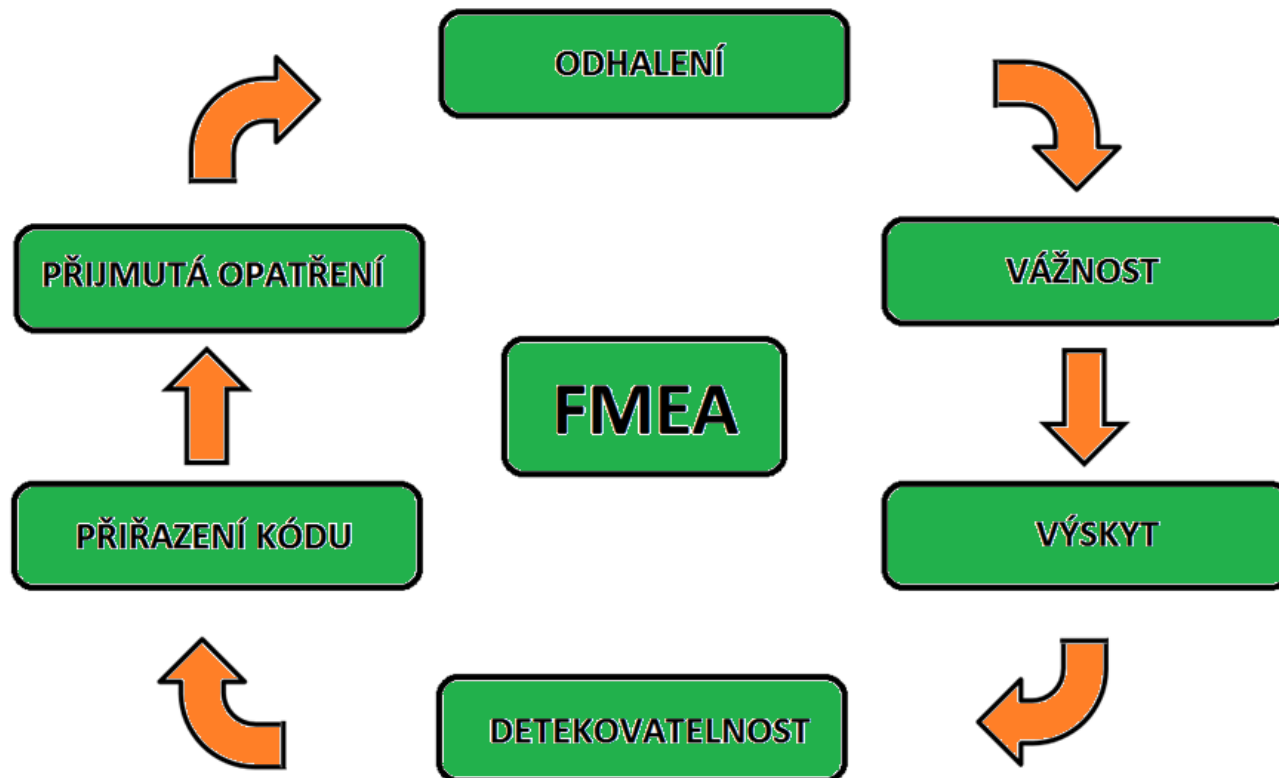 ODHALENÍ
VÁŽNOST
VÝSKYT
DETEKOVATELNOST
PŘIŘAZENÍ KÓDU
PŘIJMUTÁ OPATŘENÍ
FMEA